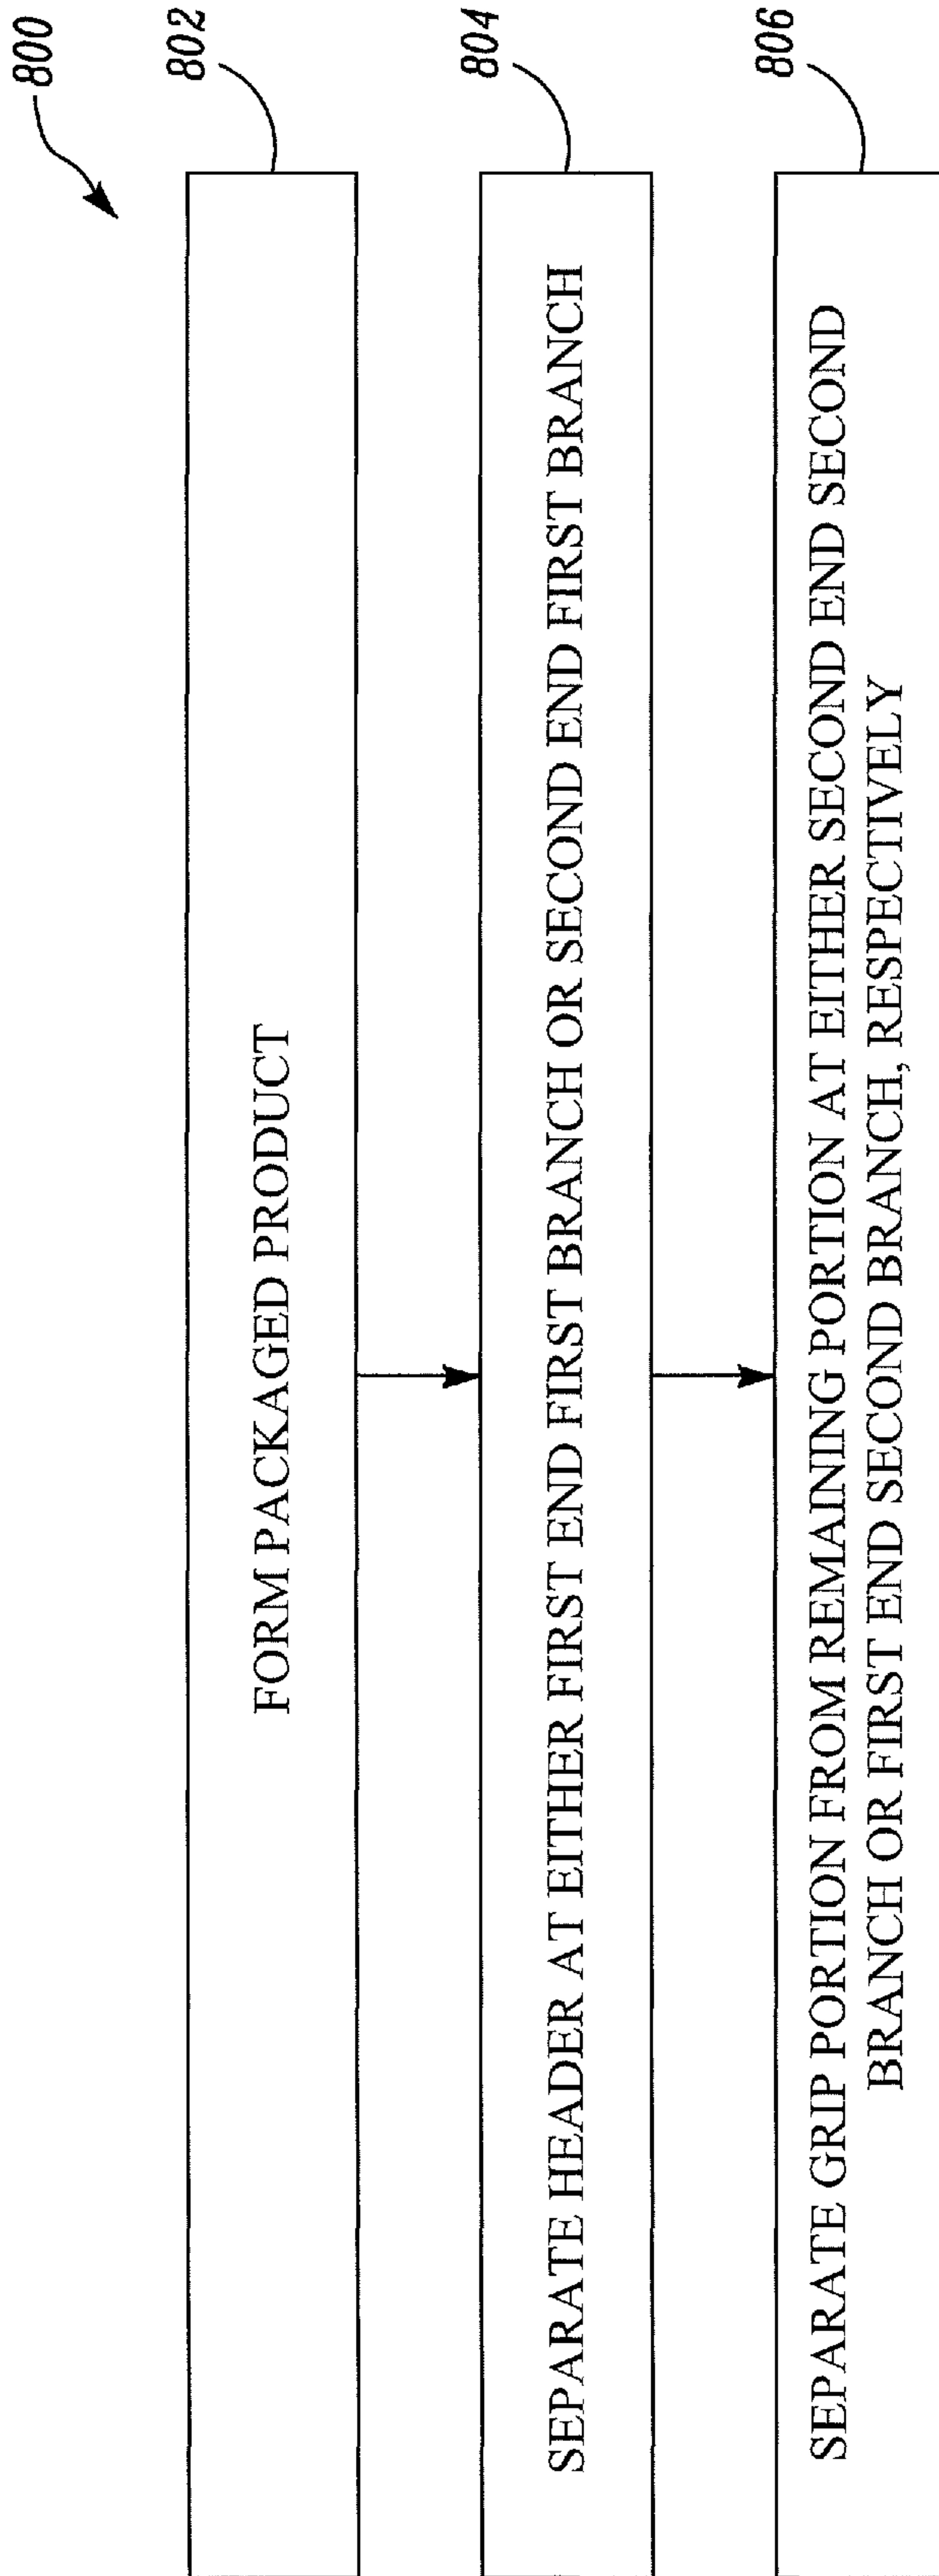 800
802
FORM PACKAGED PRODUCT
804
SEPARATE HEADER AT EITHER FIRST END FIRST BRANCH OR SECOND END FIRST BRANCH
806
SEPARATE GRIP PORTION FROM REMAINING PORTION AT EITHER SECOND END SECOND
BRANCH OR FIRST END SECOND BRANCH, RESPECTIVELY